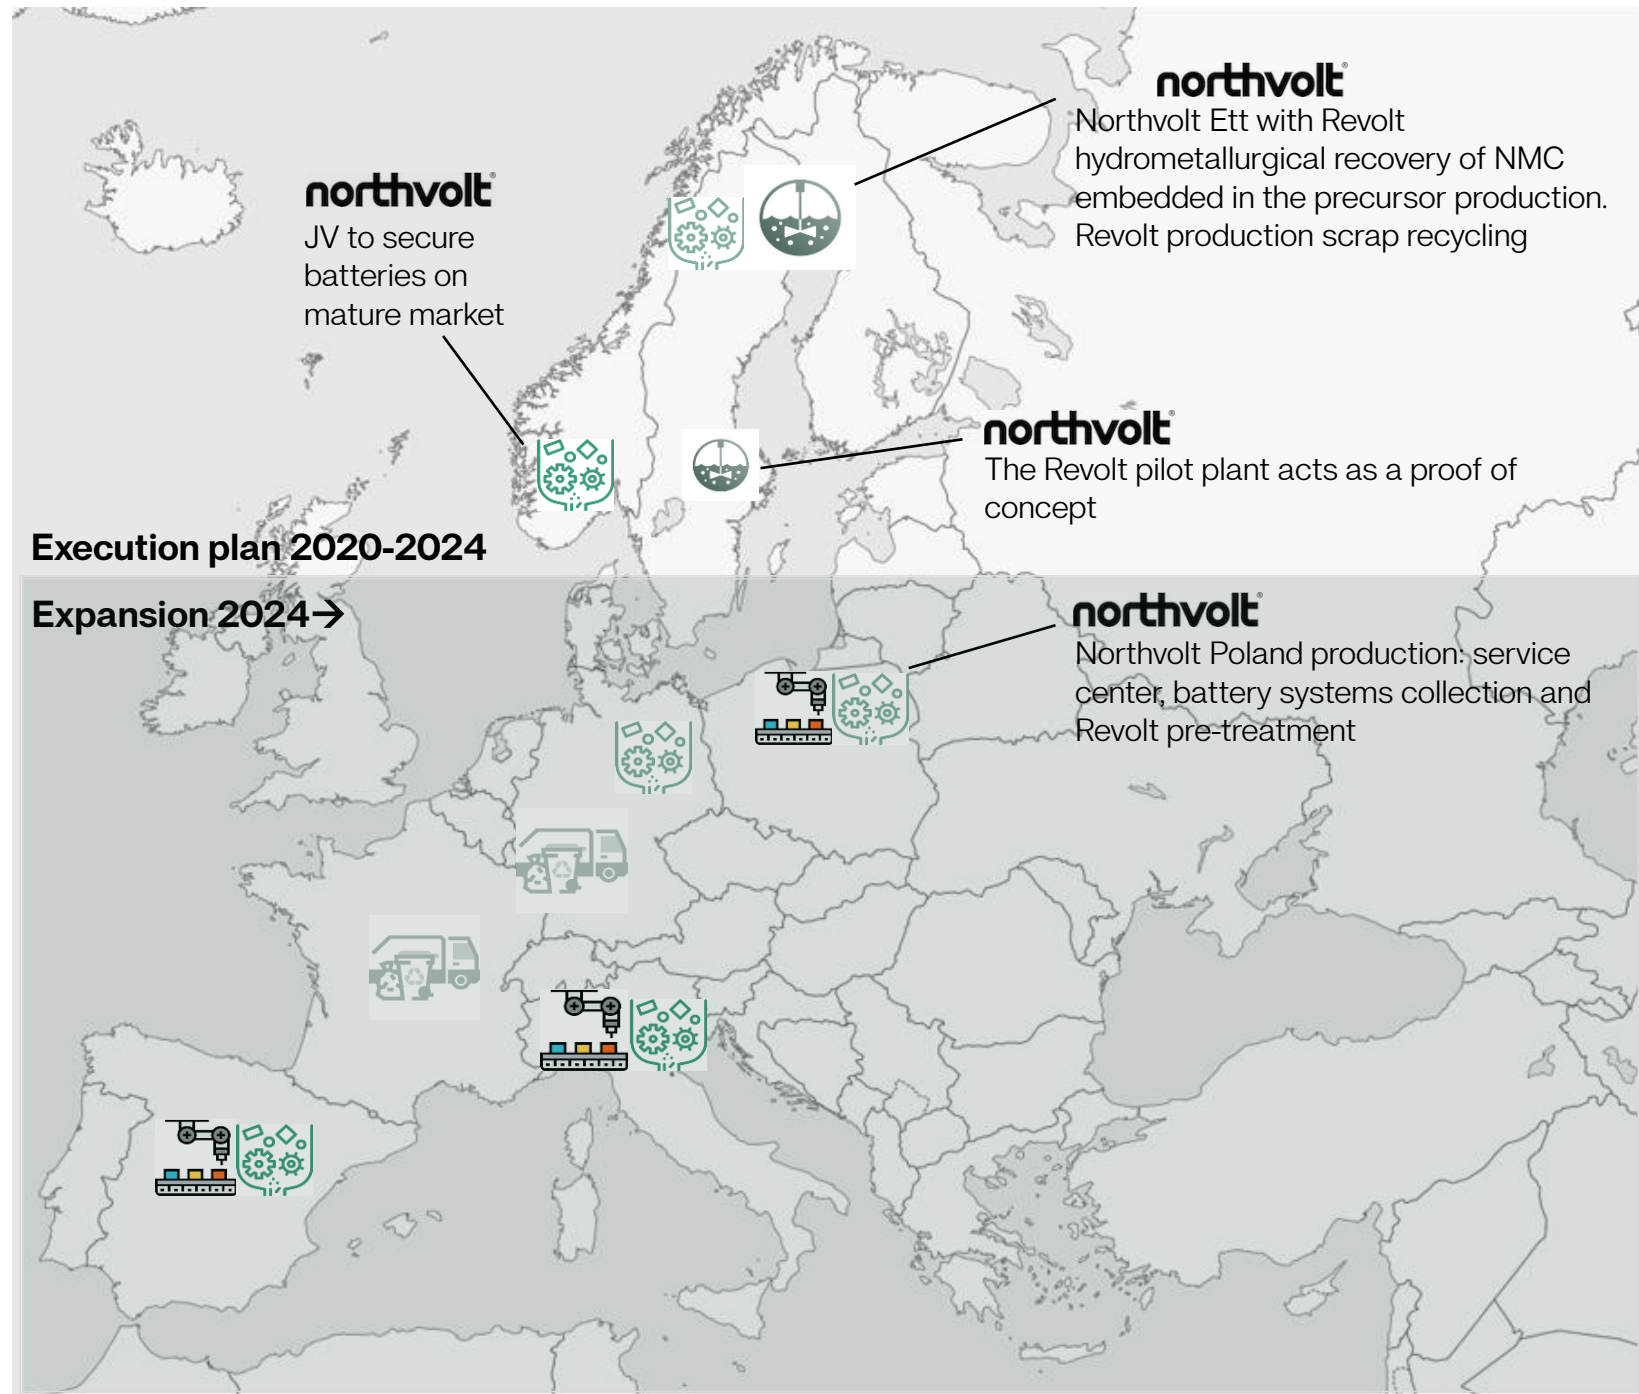 northvolt®
Northvolt Ett with Revolt
hydrometallurgical recovery of NMC
embedded in the precursor production.
Revolt production scrap recycling
northvolt®
JV to secure
batteries on
mature market
northvolt®
The Revolt pilot plant acts as a proof of
concept
Execution plan 2020-2024
Expansion 2024→
northvolt®
Northvolt Poland production: service
center, battery systems collection and
Revolt pre-treatment